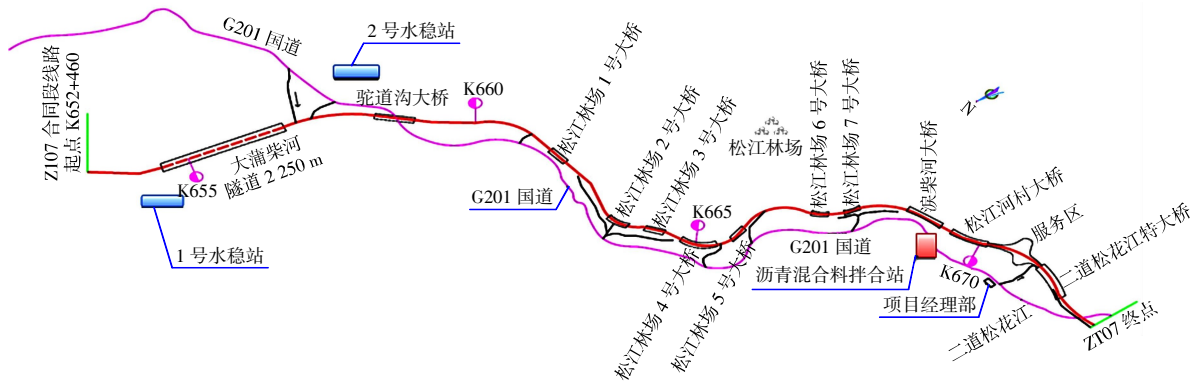 G201 国道
2 号水稳站
ZT07 合同段线路
起点 K652+460
驼道沟大桥
K660
大蒲柴河
隧道 2 250 m
K655
1 号水稳站
松江林场 1 号大桥
G201 国道
松江林场 2 号大桥
松江林场 3 号大桥
K665
松江林场 4 号大桥
松江林场 5 号大桥
松江林场
松江林场 6 号大桥
松江林场 7 号大桥
N
G201 国道
沥青混合料拌合站
浪柴河大桥
松江河村大桥
服务区
K670
项目经理部
二道松花江特大桥
二道松花江
ZT07 终点